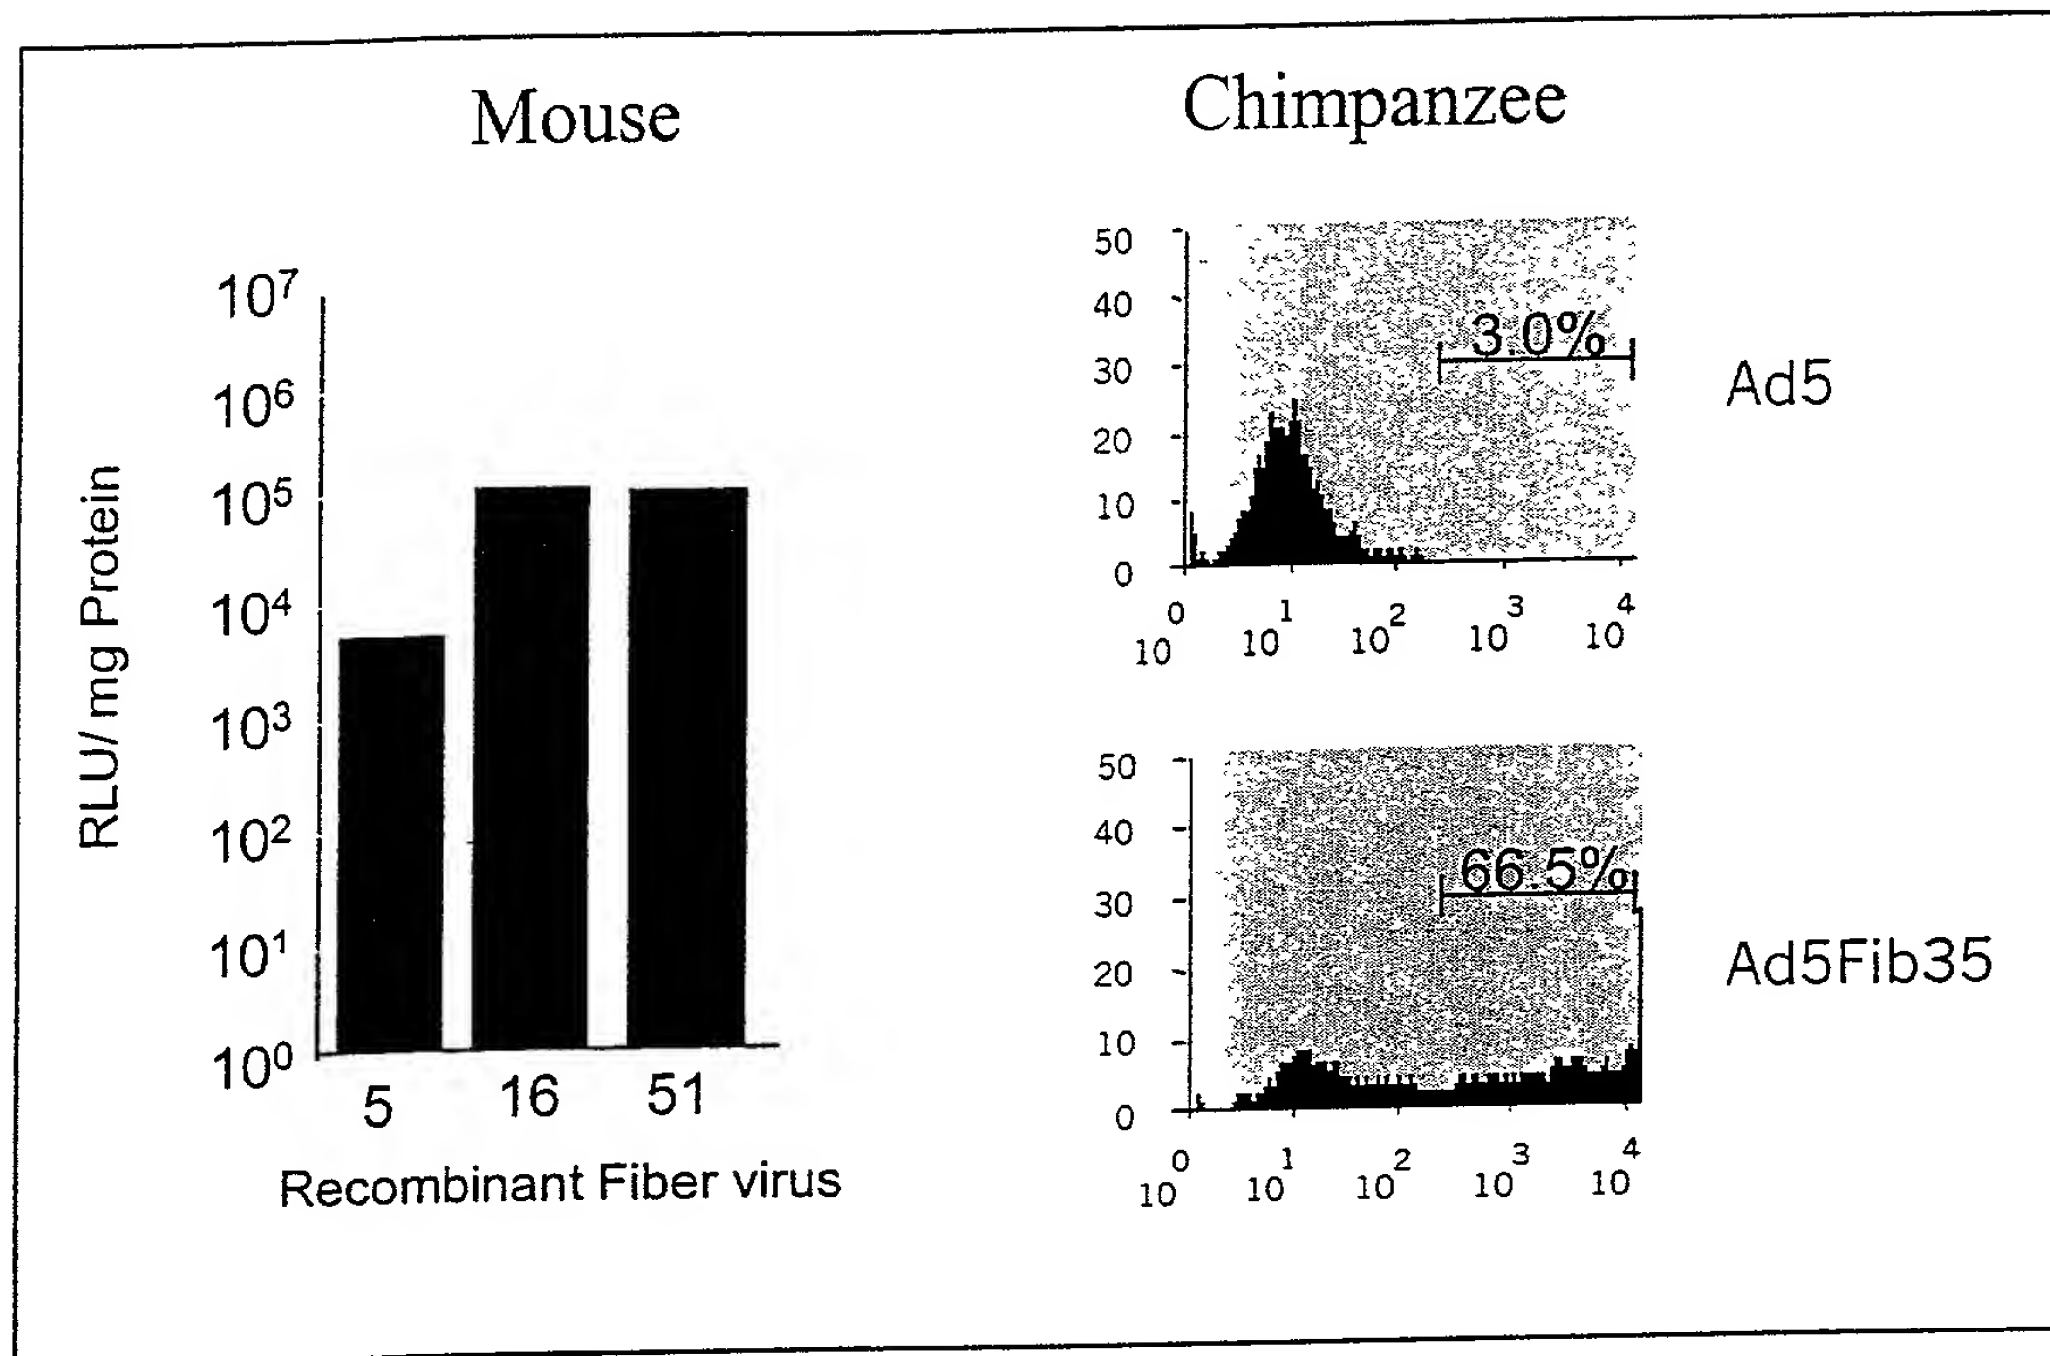 Mouse
Chimpanzee
10⁷
10⁶
10⁵
10⁴
10³
10²
10¹
10⁰
RLU/ mg Protein
5 16 51
Recombinant Fiber virus
50
40
30
20
10
0
3.0%
Ad5
10⁰ 10¹ 10² 10³ 10⁴
50
40
30
20
10
0
66.5%
Ad5Fib35
10⁰ 10¹ 10² 10³ 10⁴